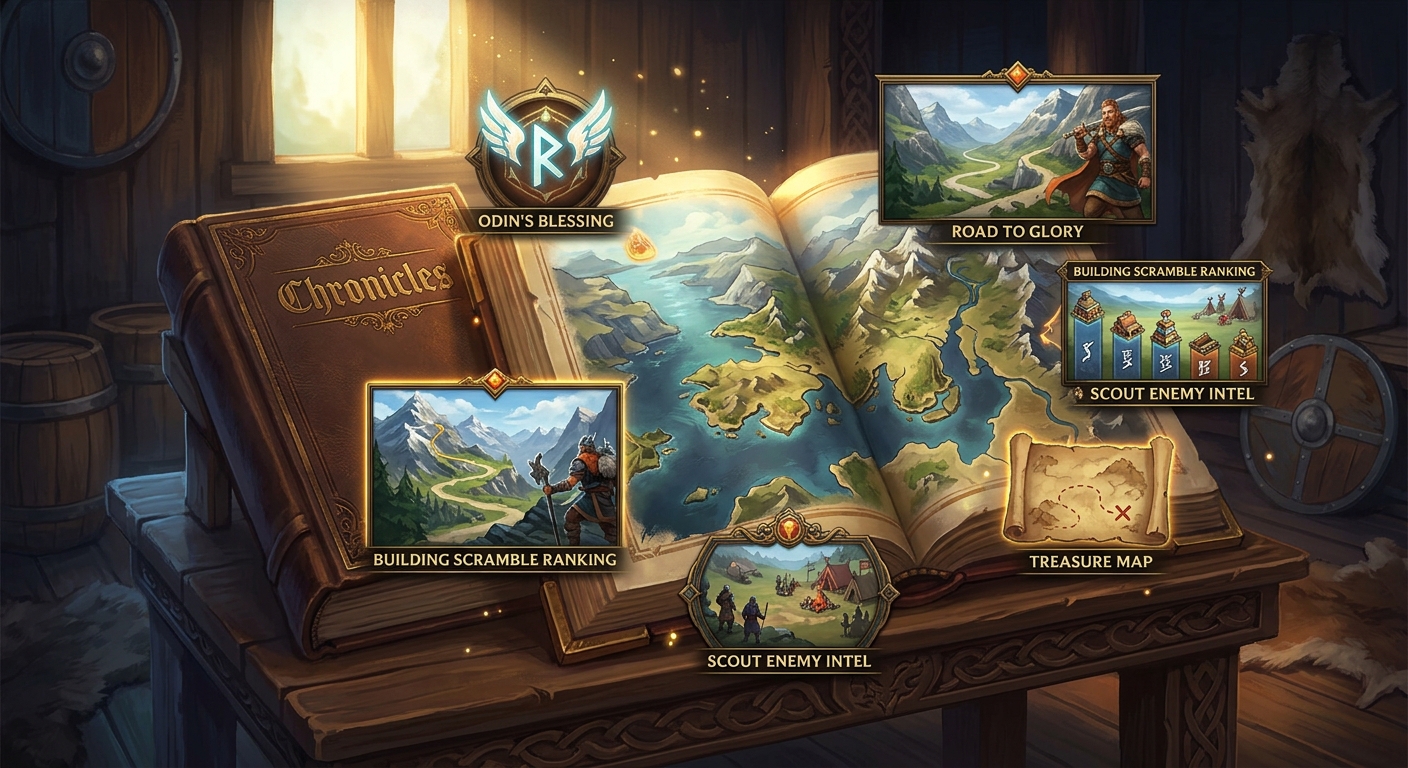 ODIN'S BLESSING
ROAD TO GLORY
Chronicles
BUILDING SCRAMBLE RANKING
SCOUT ENEMY INTEL
BUILDING SCRAMBLE RANKING
TREASURE MAP
SCOUT ENEMY INTEL